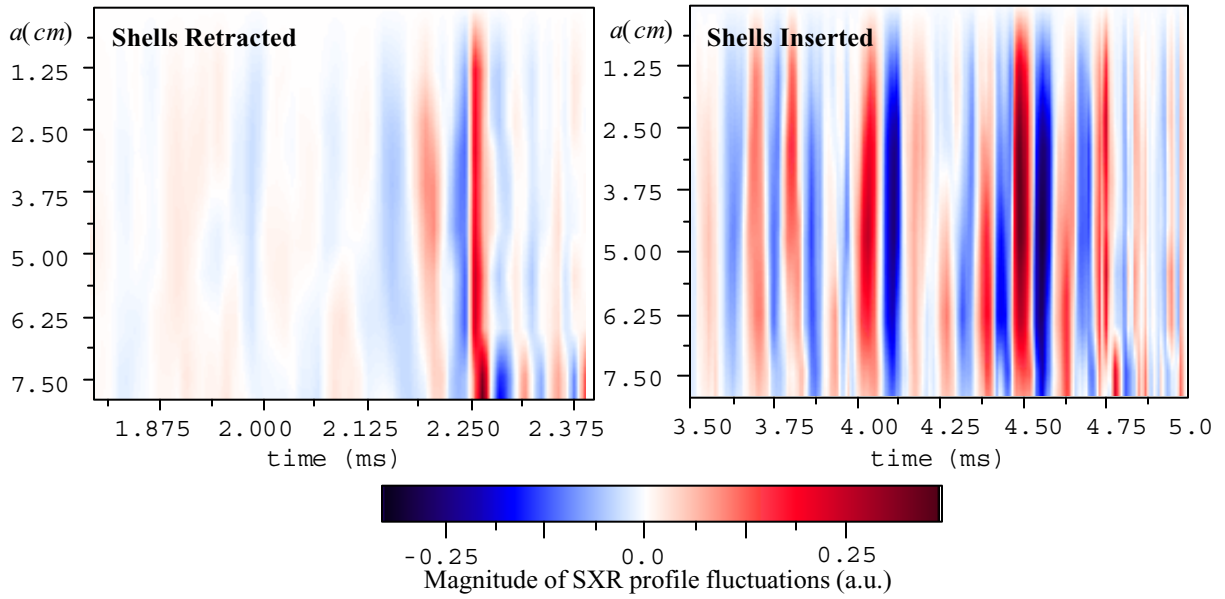 a(cm) Shells Retracted
1.25
2.50
3.75
5.00
6.25
7.50
1.875 2.000 2.125 2.250 2.375
time (ms)
a(cm) Shells Inserted
1.25
2.50
3.75
5.00
6.25
7.50
3.50 3.75 4.00 4.25 4.50 4.75 5.0
time (ms)
-0.25 0.0 0.25
Magnitude of SXR profile fluctuations (a.u.)